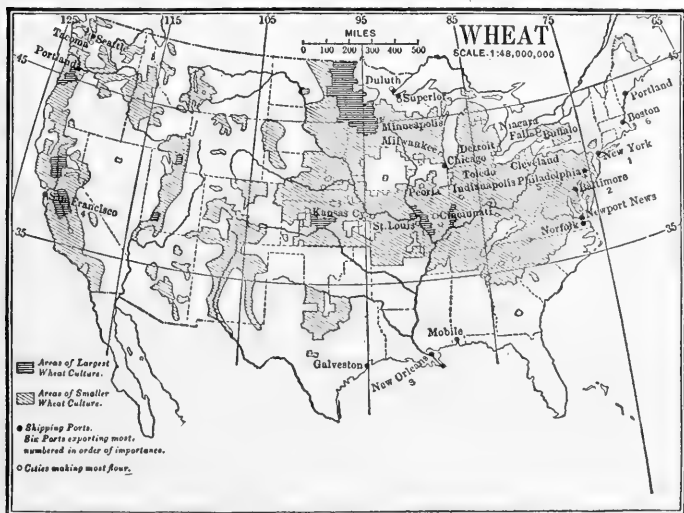 125
115
105
95
85
75
65
WHEAT
SCALE. 1:48,000,000
MILES
0 100 200 300 400 500
Tacoma
Seattle
Portland
45
45
Duluth
Superior
Minneapolis
Milwaukee
Detroit
Chicago
Toledo
Niagara
Falls
Buffalo
Cleveland
Portland
Boston
6
New York
1
Philadelphia
5
Baltimore
2
Newport News
Norfolk
Peoria
Indianapolis
Cincinnati
Kansas C.
St. Louis
San Francisco
4
35
35
Mobile
Galveston
New Orleans
3
Areas of Largest
Wheat Culture.
Areas of Smaller
Wheat Culture.
Shipping Ports.
Six Ports exporting most,
numbered in order of importance.
Cities making most flour.